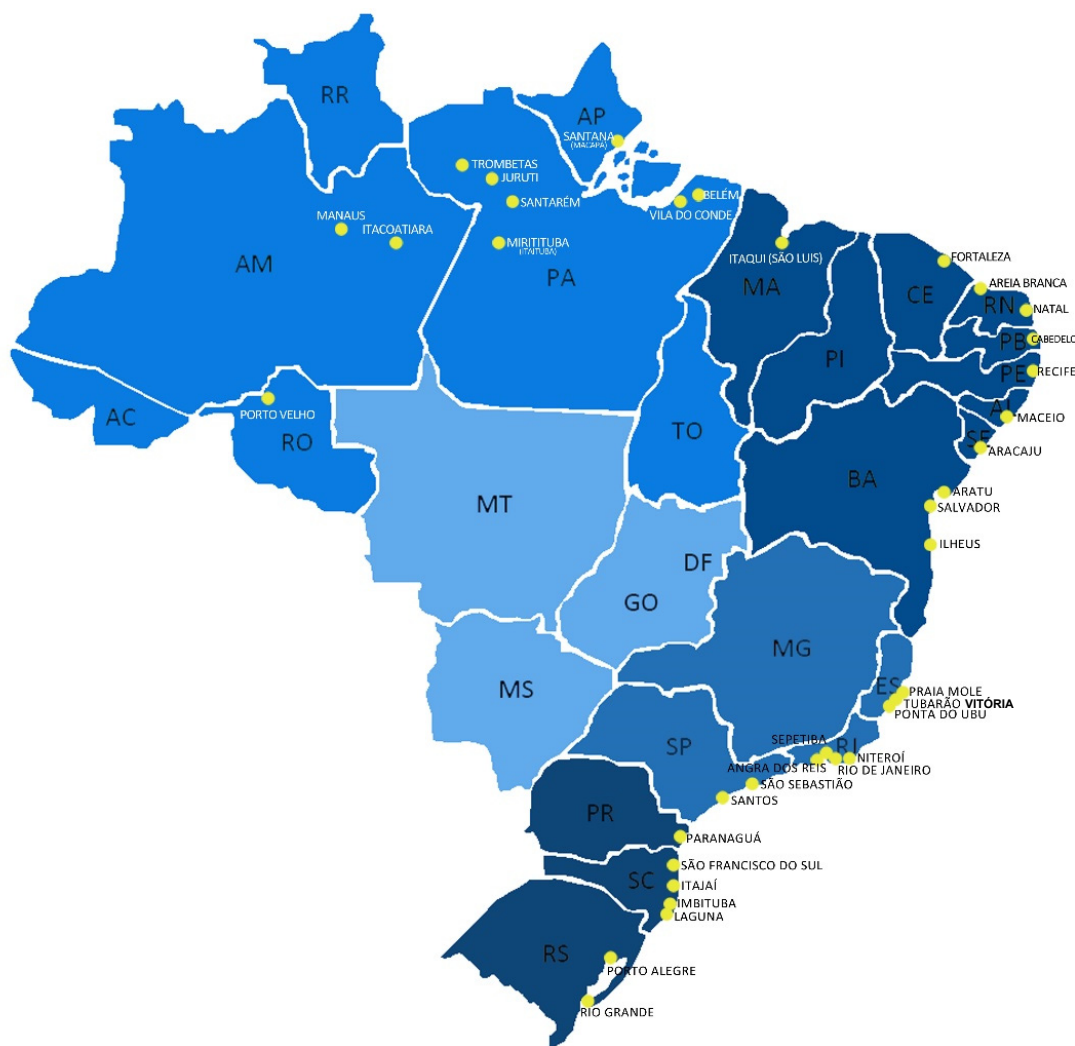 RR
AP
SANTANA
(MACAPÁ)
TROMBETAS
JURUTI
SANTARÉM
BELÉM
VILA DO CONDE
MANAUS
ITACOATIARA
MIRITITUBA
(ITAITUBA)
ITAQUI (SÃO LUIS)
AM
PA
MA
CE
FORTALEZA
AREIA BRANCA
RN
NATAL
PB
CABEDELO
PI
PE
RECIFE
AC
PORTO VELHO
RO
TO
AL
MACEIO
SE
ARACAJU
MT
BA
ARATU
SALVADOR
ILHEUS
DF
GO
MG
MS
ES
PRAIA MOLE
TUBARÃO VITÓRIA
PONTA DO UBU
SP
SEPETIBA
RJ
NITEROÍ
ANGRA DOS REIS
RIO DE JANEIRO
SÃO SEBASTIÃO
SANTOS
PR
PARANAGUÁ
SÃO FRANCISCO DO SUL
SC
ITAJAÍ
IMBITUBA
LAGUNA
RS
PORTO ALEGRE
RIO GRANDE